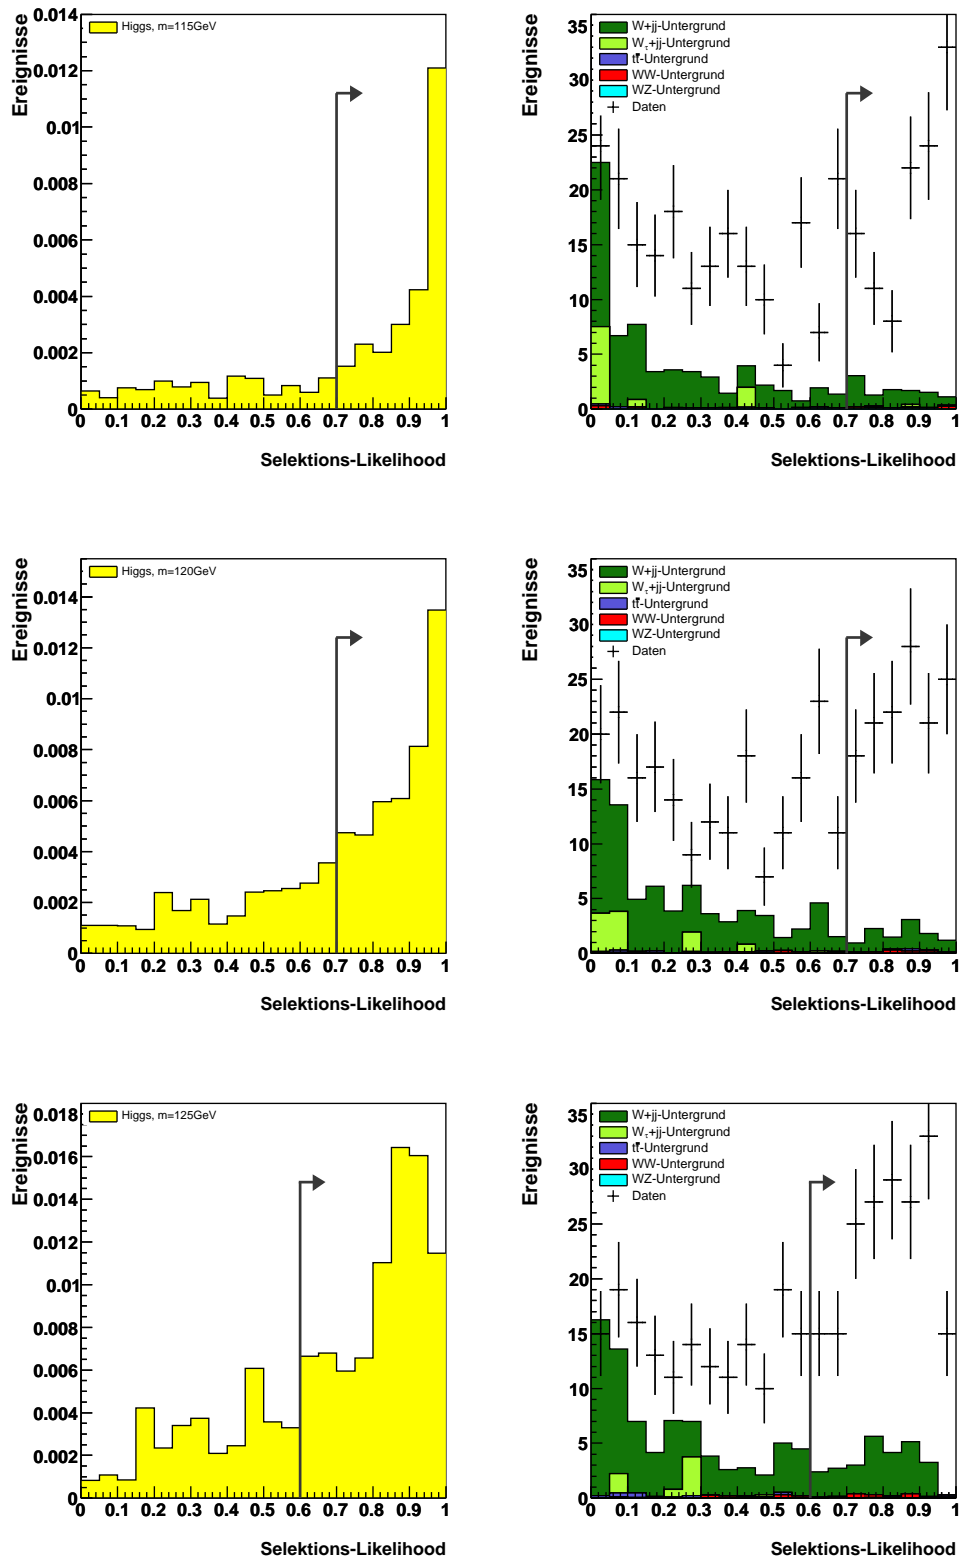 Ereignisse
0.014
0.012
0.01
0.008
0.006
0.004
0.002
0
Higgs, m=115GeV
0 0.1 0.2 0.3 0.4 0.5 0.6 0.7 0.8 0.9 1
Selektions-Likelihood
Ereignisse
35
30
25
20
15
10
5
0
W+jj-Untergrund
Wτ+jj-Untergrund
tt̄-Untergrund
WW-Untergrund
WZ-Untergrund
Daten
0 0.1 0.2 0.3 0.4 0.5 0.6 0.7 0.8 0.9 1
Selektions-Likelihood
Ereignisse
0.014
0.012
0.01
0.008
0.006
0.004
0.002
0
Higgs, m=120GeV
0 0.1 0.2 0.3 0.4 0.5 0.6 0.7 0.8 0.9 1
Selektions-Likelihood
Ereignisse
35
30
25
20
15
10
5
0
W+jj-Untergrund
Wτ+jj-Untergrund
tt̄-Untergrund
WW-Untergrund
WZ-Untergrund
Daten
0 0.1 0.2 0.3 0.4 0.5 0.6 0.7 0.8 0.9 1
Selektions-Likelihood
Ereignisse
0.018
0.016
0.014
0.012
0.01
0.008
0.006
0.004
0.002
0
Higgs, m=125GeV
0 0.1 0.2 0.3 0.4 0.5 0.6 0.7 0.8 0.9 1
Selektions-Likelihood
Ereignisse
35
30
25
20
15
10
5
0
W+jj-Untergrund
Wτ+jj-Untergrund
tt̄-Untergrund
WW-Untergrund
WZ-Untergrund
Daten
0 0.1 0.2 0.3 0.4 0.5 0.6 0.7 0.8 0.9 1
Selektions-Likelihood